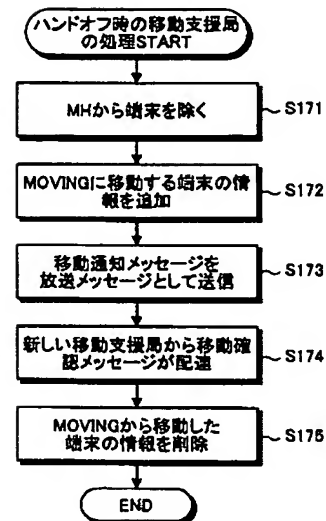 ハンドオフ時の移動支援局
の処理START
MHから端末を除く
S171
MOVINGに移動する端末の情
報を追加
S172
移動通知メッセージを
放送メッセージとして送信
S173
新しい移動支援局から移動確
認メッセージが配達
S174
MOVINGから移動した
端末の情報を削除
S175
END